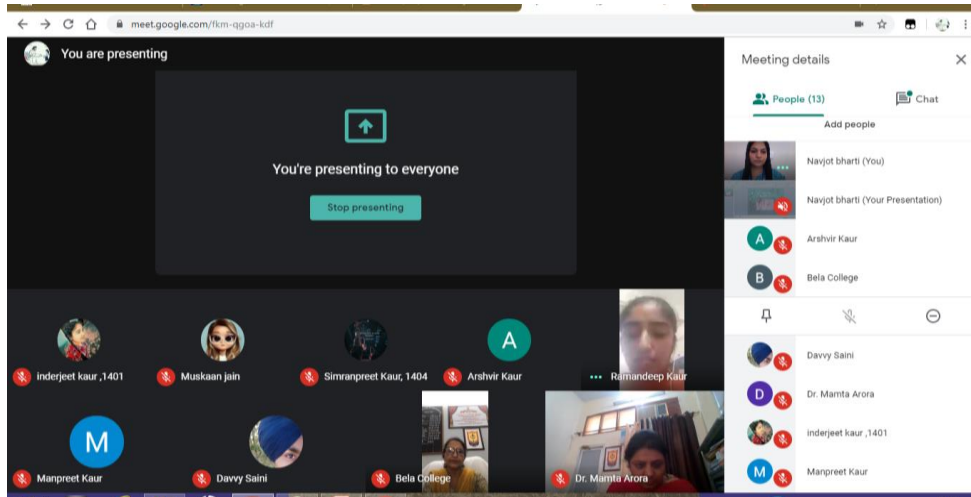 meet.google.com/fkm-qgoa-kdf
You are presenting
You're presenting to everyone
Stop presenting
inderjeet kaur ,1401
Muskaan jain
Simranpreet Kaur, 1404
A
Arshvir Kaur
Ramandeep Kaur
M
Manpreet Kaur
Davvy Saini
Bela College
Dr. Mamta Arora
Meeting details
People (13)
Chat
Add people
Navjot bharti (You)
Navjot bharti (Your Presentation)
A
Arshvir Kaur
B
Bela College
Davvy Saini
D
Dr. Mamta Arora
inderjeet kaur ,1401
M
Manpreet Kaur